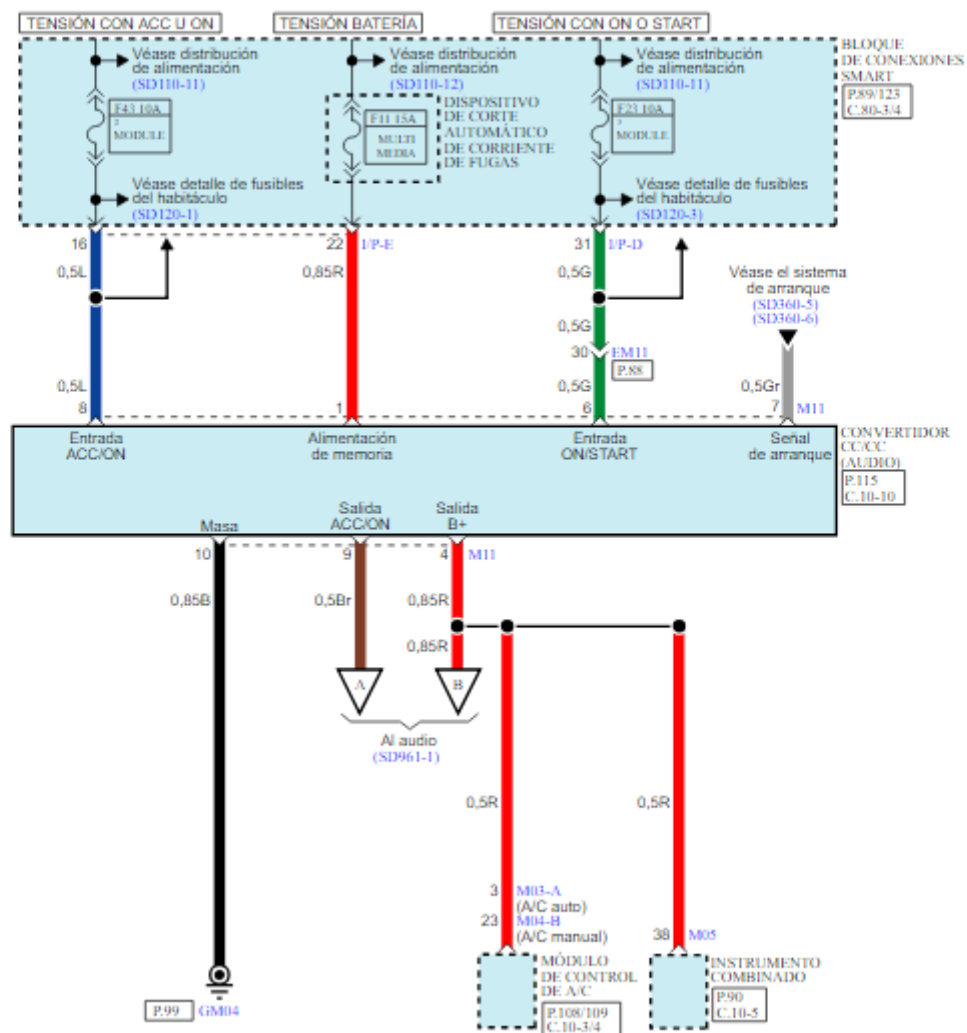 TENSIÓN CON ACC U ON
TENSIÓN BATERÍA
TENSIÓN CON ON O START
Véase distribución
de alimentación
(SD110-11)
Véase distribución
de alimentación
(SD110-12)
Véase distribución
de alimentación
(SD110-11)
BLOQUE
DE CONEXIONES
SMART
P.89/123
C.80-3/4
F43 10A
2
MODULE
F11 15A
MULTI
MEDIA
DISPOSITIVO
DE CORTE
AUTOMÁTICO
DE CORRIENTE
DE FUGAS
F23 10A
3
MODULE
Véase detalle de fusibles
del habitáculo
(SD120-1)
Véase detalle de fusibles
del habitáculo
(SD120-3)
16
22 I/P-E
31 I/P-D
0,5L
0,85R
0,5G
Véase el sistema
de arranque
(SD360-5)
(SD360-6)
0,5G
30 EM11
P.88
0,5L
0,5G
0,5Gr
8
1
6
7 M11
Entrada
ACC/ON
Alimentación
de memoria
Entrada
ON/START
Señal
de arranque
CONVERTIDOR
CC/CC
(AUDIO)
P.115
C.10-10
Masa
Salida
ACC/ON
Salida
B+
10
9
4 M11
0,85B
0,5Br
0,85R
0,85R
A
B
Al audio
(SD961-1)
0,5R
0,5R
3 M03-A
(A/C auto)
23 M04-B
(A/C manual)
38 M05
MÓDULO
DE CONTROL
DE A/C
P.108/109
C.10-3/4
INSTRUMENTO
COMBINADO
P.90
C.10-5
P.99 GM04